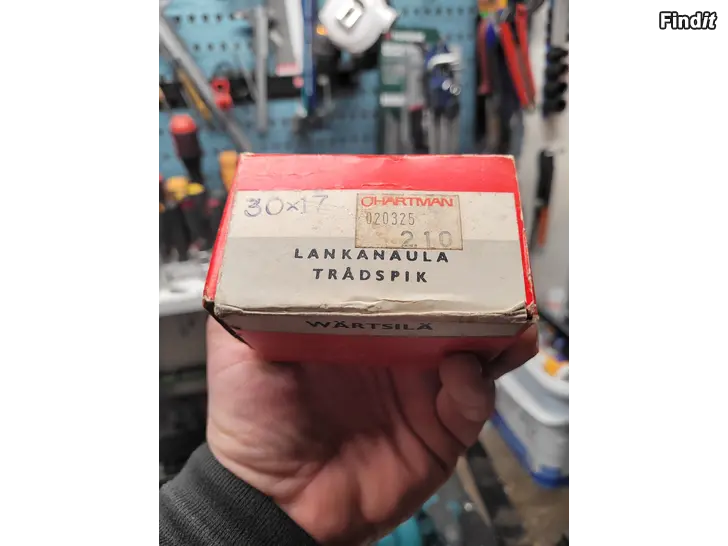 Findit
30×17
HARTMAN
020325
2.10
LANKANAULA
TRÅDSPIK
WÄRTSILÄ